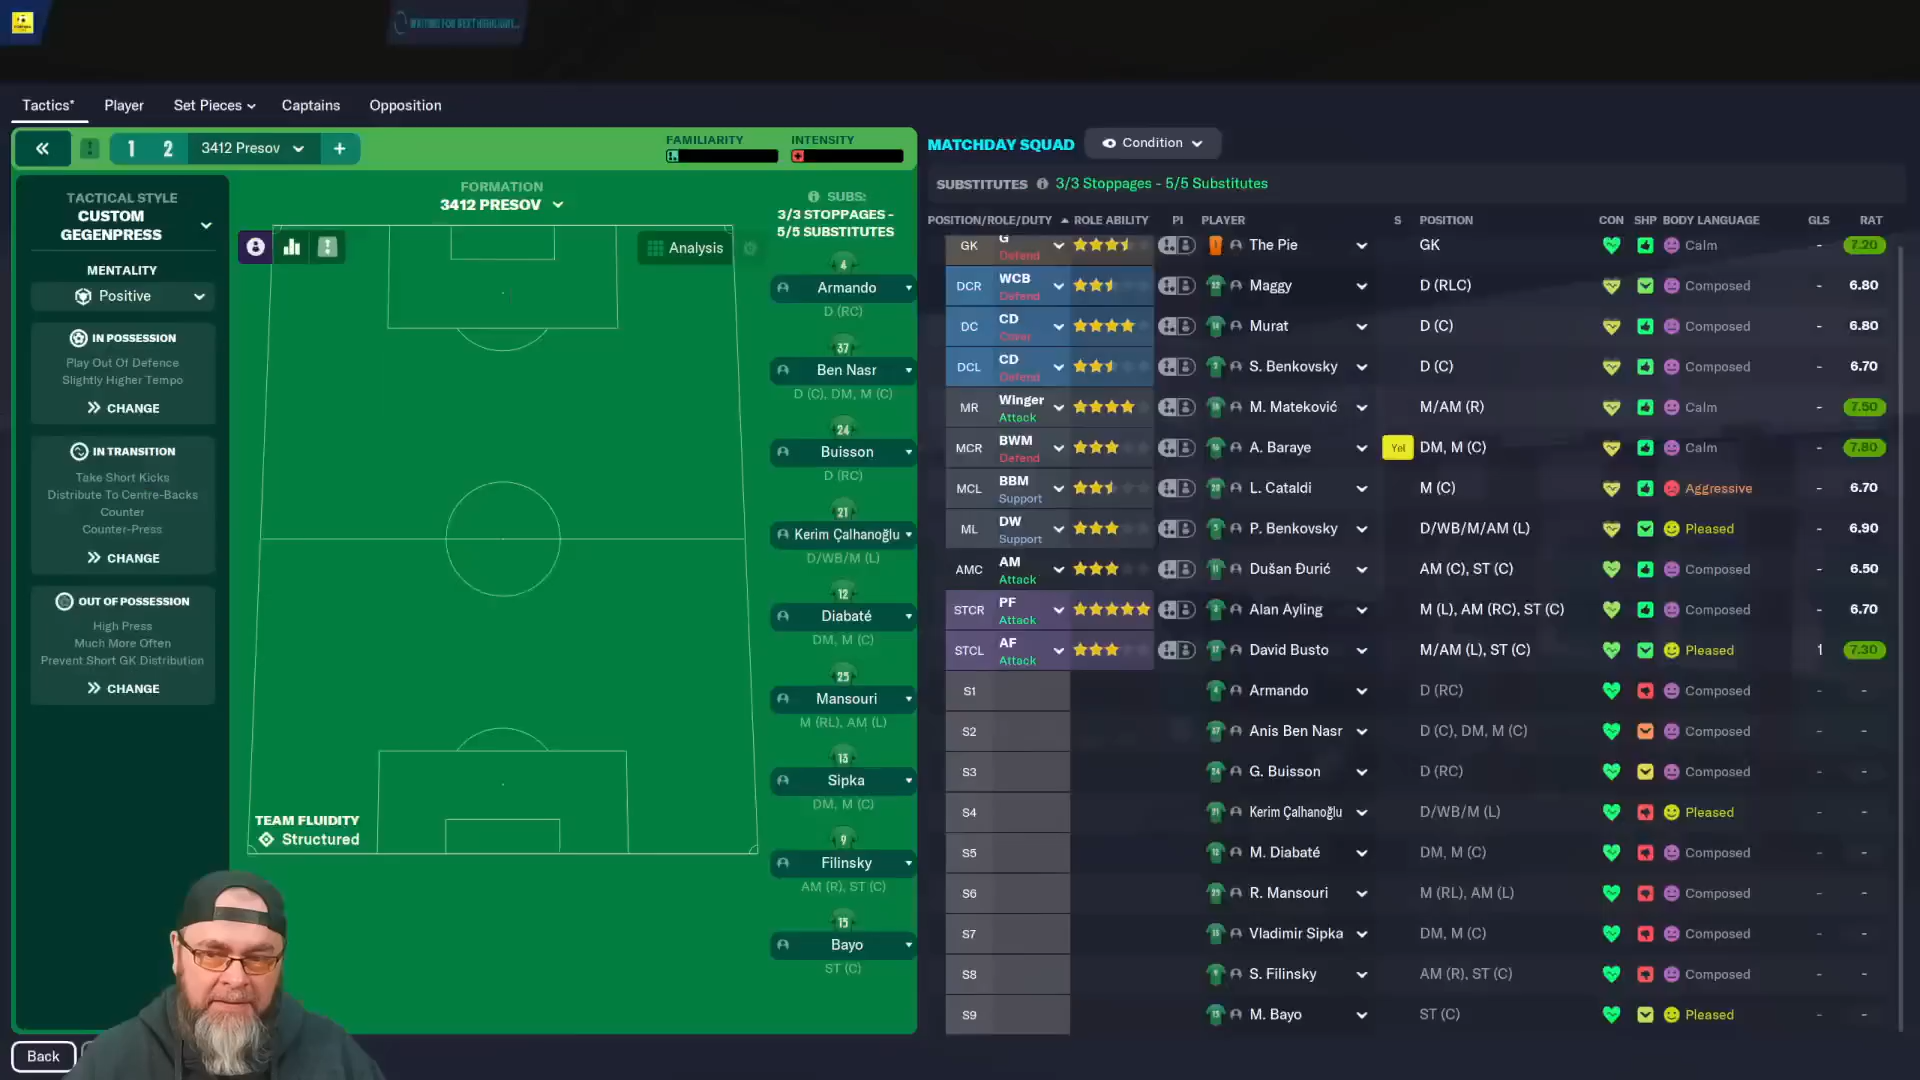 WAITING FOR NEXT HIGHLIGHT...
Tactics*
Player
Set Pieces
Captains
Opposition
1
2
3412 Presov
+
FAMILIARITY
INTENSITY
TACTICAL STYLE
CUSTOM
GEGENPRESS
MENTALITY
Positive
IN POSSESSION
Play Out Of Defence
Slightly Higher Tempo
CHANGE
IN TRANSITION
Take Short Kicks
Distribute To Centre-Backs
Counter
Counter-Press
CHANGE
OUT OF POSSESSION
High Press
Much More Often
Prevent Short GK Distribution
CHANGE
FORMATION
3412 PRESOV
Analysis
TEAM FLUIDITY
Structured
SUBS:
3/3 STOPPAGES -
5/5 SUBSTITUTES
4
Armando
D (RC)
37
Ben Nasr
D (C), DM, M (C)
24
Buisson
D (RC)
21
Kerim Çalhanoğlu
D/WB/M (L)
12
Diabaté
DM, M (C)
25
Mansouri
M (RL), AM (L)
13
Sipka
DM, M (C)
9
Filinsky
AM (R), ST (C)
15
Bayo
ST (C)
Back
MATCHDAY SQUAD
Condition
SUBSTITUTES 3/3 Stoppages - 5/5 Substitutes
POSITION/ROLE/DUTY ROLE ABILITY PI PLAYER S POSITION CON SHP BODY LANGUAGE GLS RAT
GK G Defend The Pie GK Calm - 7.20
DCR WCB Defend Maggy D (RLC) Composed - 6.80
DC CD Cover Murat D (C) Composed - 6.80
DCL CD Defend S. Benkovsky D (C) Composed - 6.70
MR Winger Attack M. Mateković M/AM (R) Calm - 7.50
MCR BWM Defend A. Baraye Yel DM, M (C) Calm - 7.80
MCL BBM Support L. Cataldi M (C) Aggressive - 6.70
ML DW Support P. Benkovsky D/WB/M/AM (L) Pleased - 6.90
AMC AM Attack Dušan Đurić AM (C), ST (C) Composed - 6.50
STCR PF Attack Alan Ayling M (L), AM (RC), ST (C) Composed - 6.70
STCL AF Attack David Busto M/AM (L), ST (C) Pleased 1 7.30
S1 Armando D (RC) Composed - -
S2 Anis Ben Nasr D (C), DM, M (C) Composed - -
S3 G. Buisson D (RC) Composed - -
S4 Kerim Çalhanoğlu D/WB/M (L) Pleased - -
S5 M. Diabaté DM, M (C) Composed - -
S6 R. Mansouri M (RL), AM (L) Composed - -
S7 Vladimir Sipka DM, M (C) Composed - -
S8 S. Filinsky AM (R), ST (C) Composed - -
S9 M. Bayo ST (C) Pleased - -